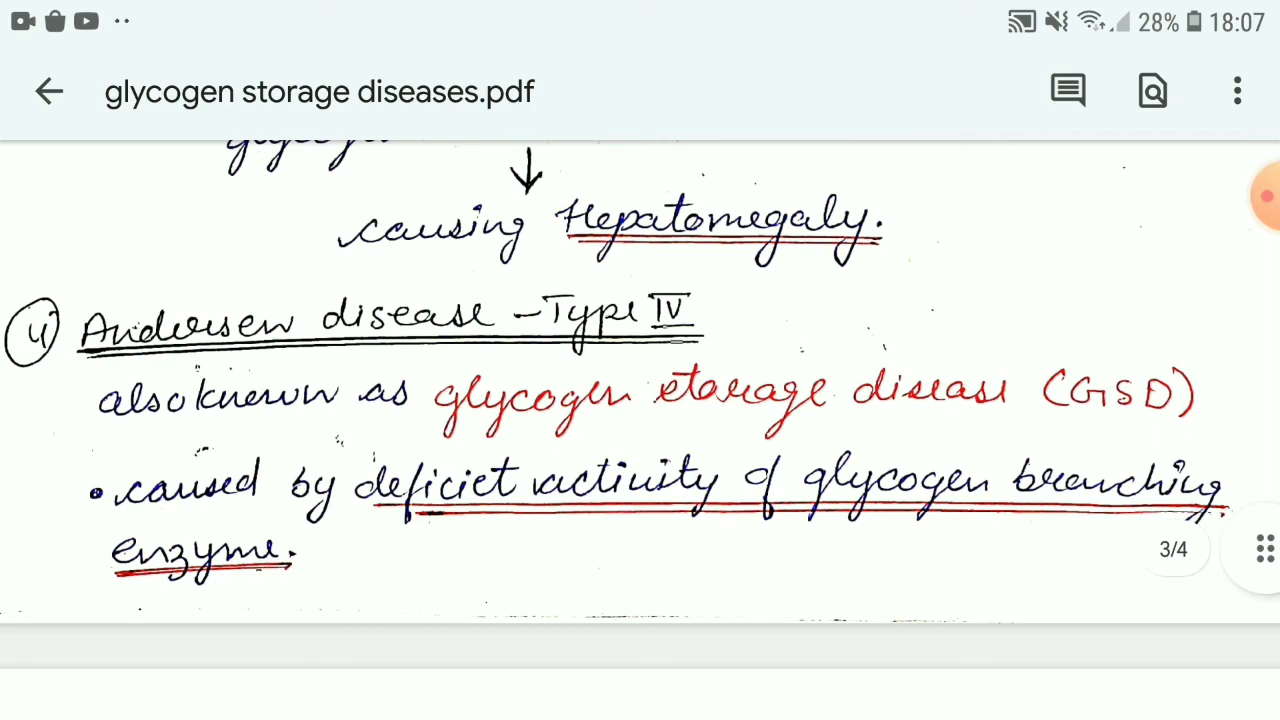 28% 18:07
glycogen storage diseases.pdf
causing Hepatomegaly.
4 Andersen disease - Type IV
also known as glycogen storage disease (GSD)
• caused by deficiet activity of glycogen branching
enzyme.
3/4